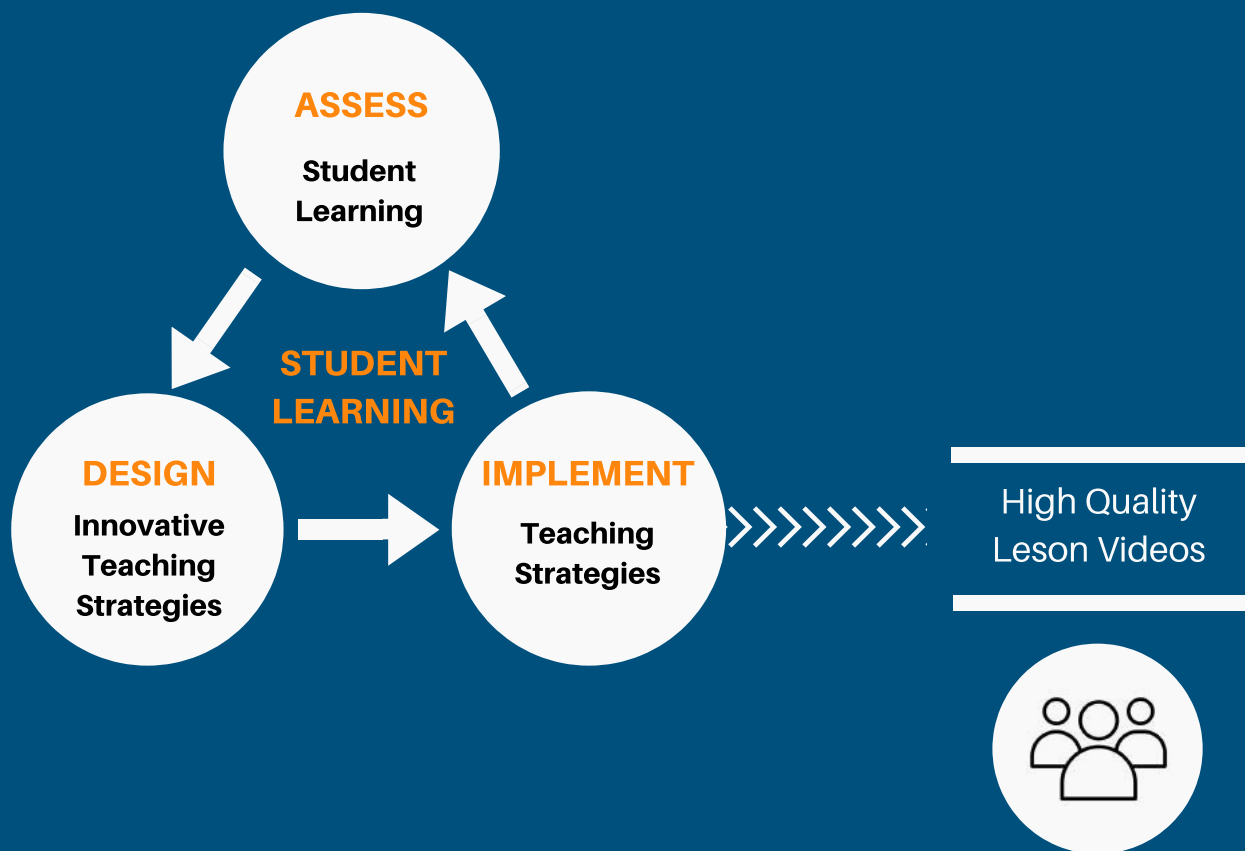 ASSESS
Student
Learning
STUDENT
LEARNING
DESIGN
Innovative
Teaching
Strategies
IMPLEMENT
Teaching
Strategies
High Quality
Leson Videos